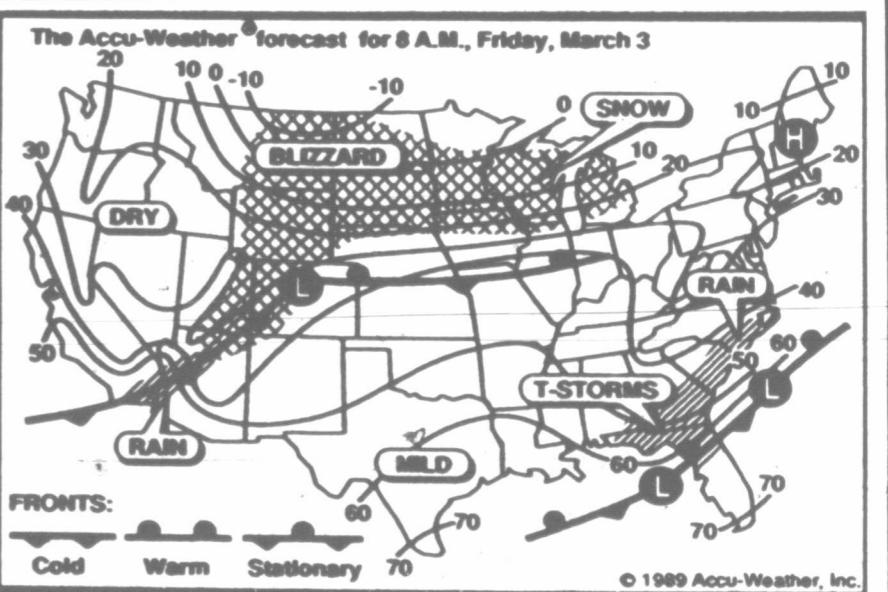 The Accu-Weather® forecast for 8 A.M., Friday, March 3
20
10 0 -10
-10
0
SNOW
10
10
H
30
BLIZZARD
10
20
20
40
DRY
30
L
RAIN
40
50
60
50
T-STORMS
L
RAIN
MILD
60
L
60
70
70
70
70
FRONTS:
Cold Warm Stationary
© 1989 Accu-Weather, Inc.